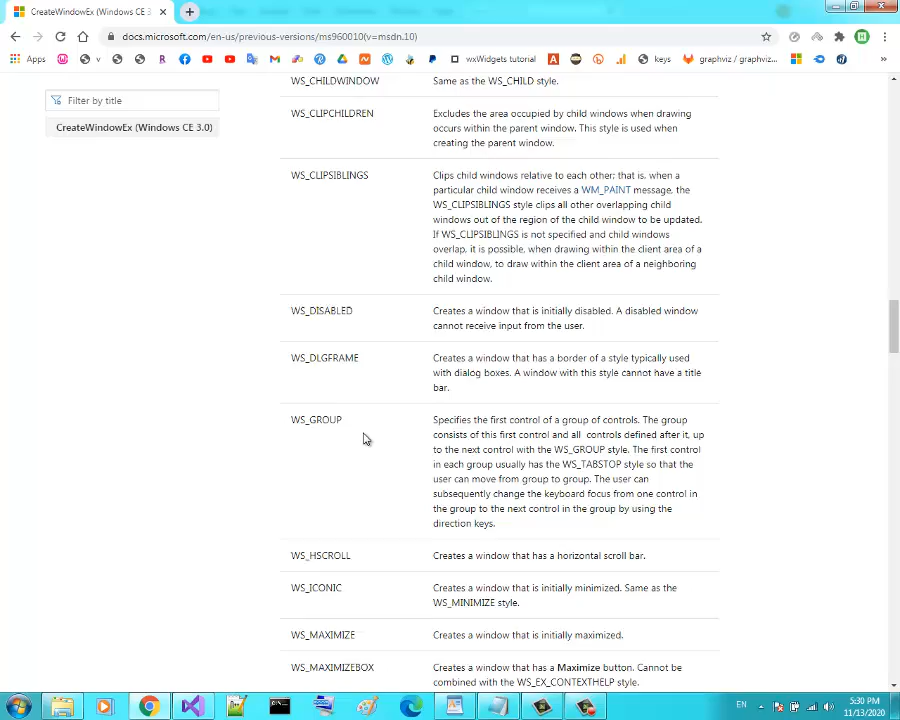 CreateWindowEx (Windows CE 3
docs.microsoft.com/en-us/previous-versions/ms960010(v=msdn.10)
Apps
wxWidgets tutorial
keys
graphviz / graphviz...
Filter by title
CreateWindowEx (Windows CE 3.0)
WS_CHILDWINDOW Same as the WS_CHILD style.
WS_CLIPCHILDREN Excludes the area occupied by child windows when drawing
occurs within the parent window. This style is used when
creating the parent window.
WS_CLIPSIBLINGS Clips child windows relative to each other; that is, when a
particular child window receives a WM_PAINT message, the
WS_CLIPSIBLINGS style clips all other overlapping child
windows out of the region of the child window to be updated.
If WS_CLIPSIBLINGS is not specified and child windows
overlap, it is possible, when drawing within the client area of a
child window, to draw within the client area of a neighboring
child window.
WS_DISABLED Creates a window that is initially disabled. A disabled window
cannot receive input from the user.
WS_DLGFRAME Creates a window that has a border of a style typically used
with dialog boxes. A window with this style cannot have a title
bar.
WS_GROUP Specifies the first control of a group of controls. The group
consists of this first control and all controls defined after it, up
to the next control with the WS_GROUP style. The first control
in each group usually has the WS_TABSTOP style so that the
user can move from group to group. The user can
subsequently change the keyboard focus from one control in
the group to the next control in the group by using the
direction keys.
WS_HSCROLL Creates a window that has a horizontal scroll bar.
WS_ICONIC Creates a window that is initially minimized. Same as the
WS_MINIMIZE style.
WS_MAXIMIZE Creates a window that is initially maximized.
WS_MAXIMIZEBOX Creates a window that has a Maximize button. Cannot be
combined with the WS_EX_CONTEXTHELP style.
EN
5:30 PM
11/13/2020